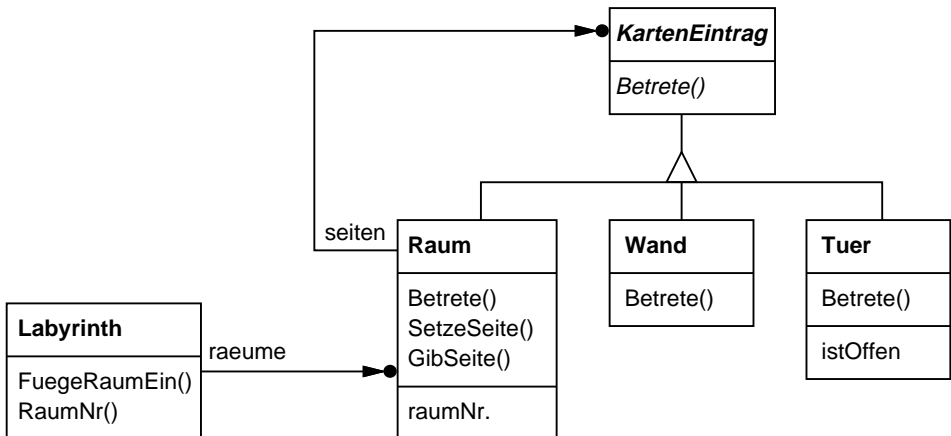 KartenEintrag
Betrete()
seiten
Raum
Betrete()
SetzeSeite()
GibSeite()
raumNr.
Wand
Betrete()
Tuer
Betrete()
istOffen
Labyrinth
FuegeRaumEin()
RaumNr()
raeume